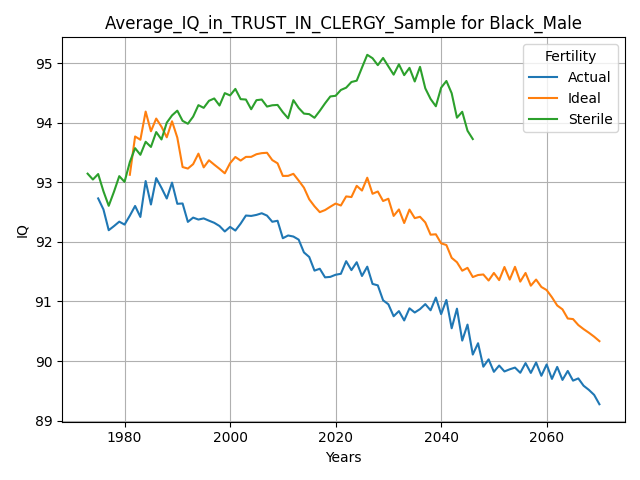 Average_IQ_in_TRUST_IN_CLERGY_Sample for Black_Male
Fertility
Actual
Ideal
Sterile
95
94
93
92
91
90
89
IQ
1980 2000 2020 2040 2060
Years